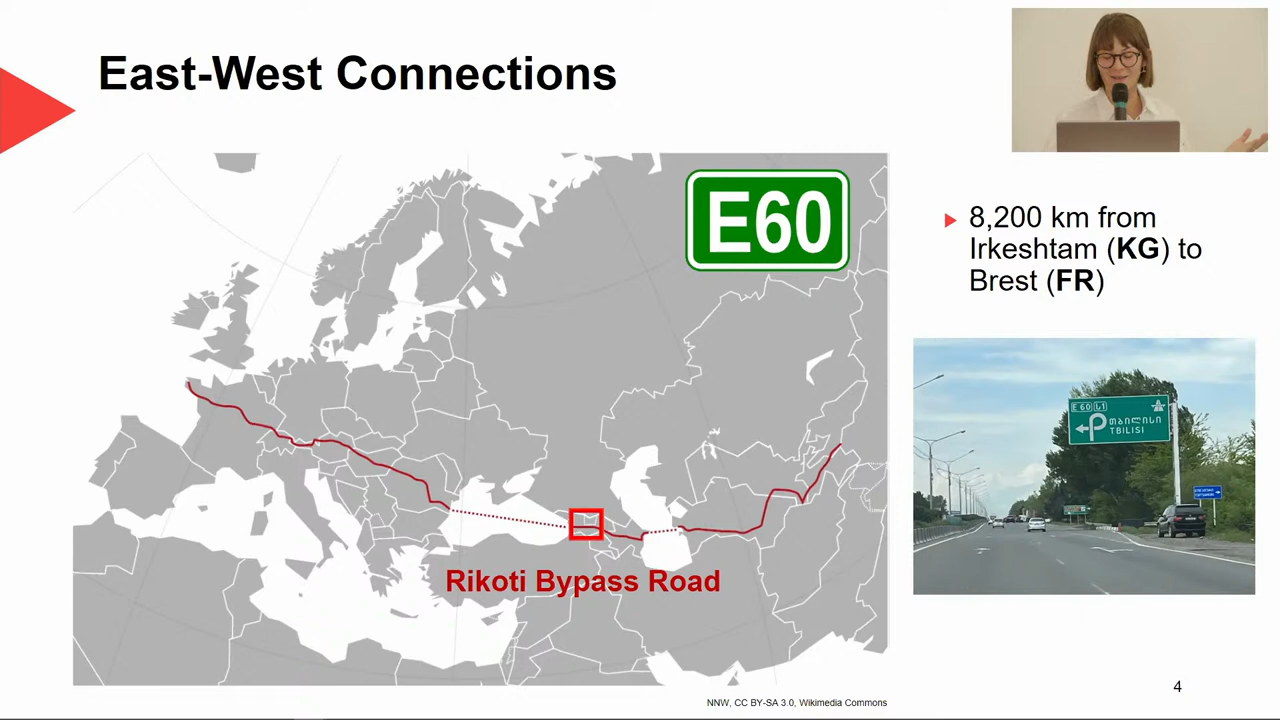 East-West Connections
E60
8,200 km from
Irkeshtam (KG) to
Brest (FR)
E 60 ს1
თბილისი
TBILISI
Rikoti Bypass Road
4
NNW, CC BY-SA 3.0, Wikimedia Commons